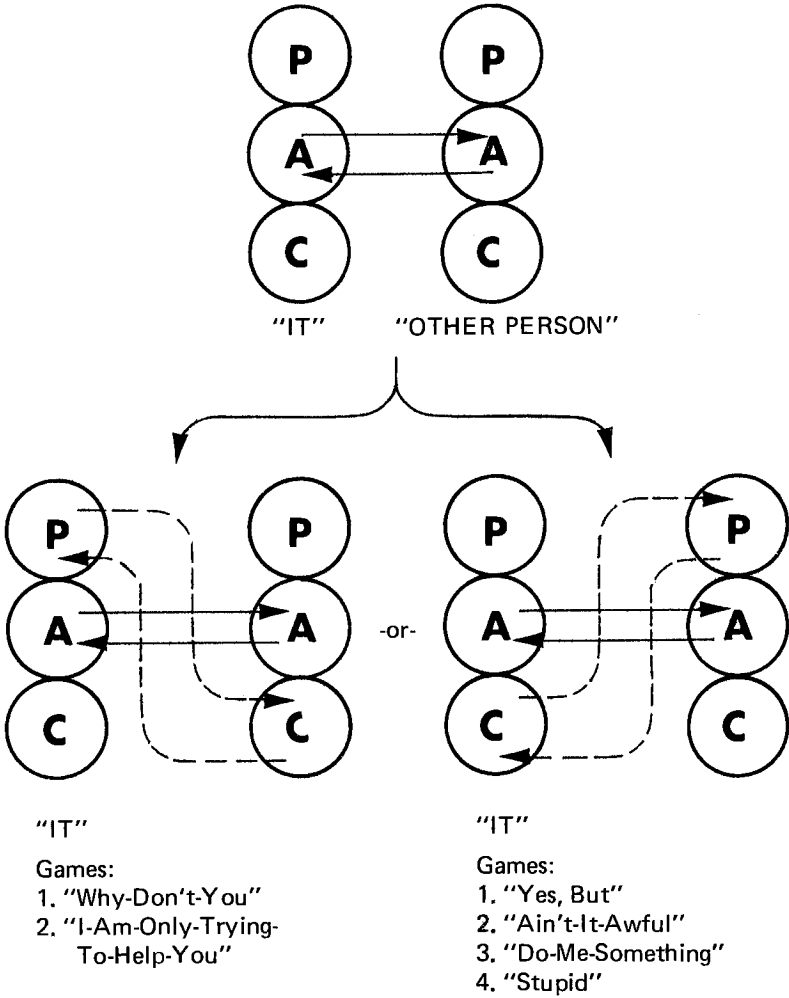 P P
A A
C C
"IT" "OTHER PERSON"
P P P P
A A -or- A A
C C C C
"IT" "IT"
Games:
1. "Why-Don't-You"
2. "I-Am-Only-Trying-
To-Help-You"
Games:
1. "Yes, But"
2. "Ain't-It-Awful"
3. "Do-Me-Something"
4. "Stupid"